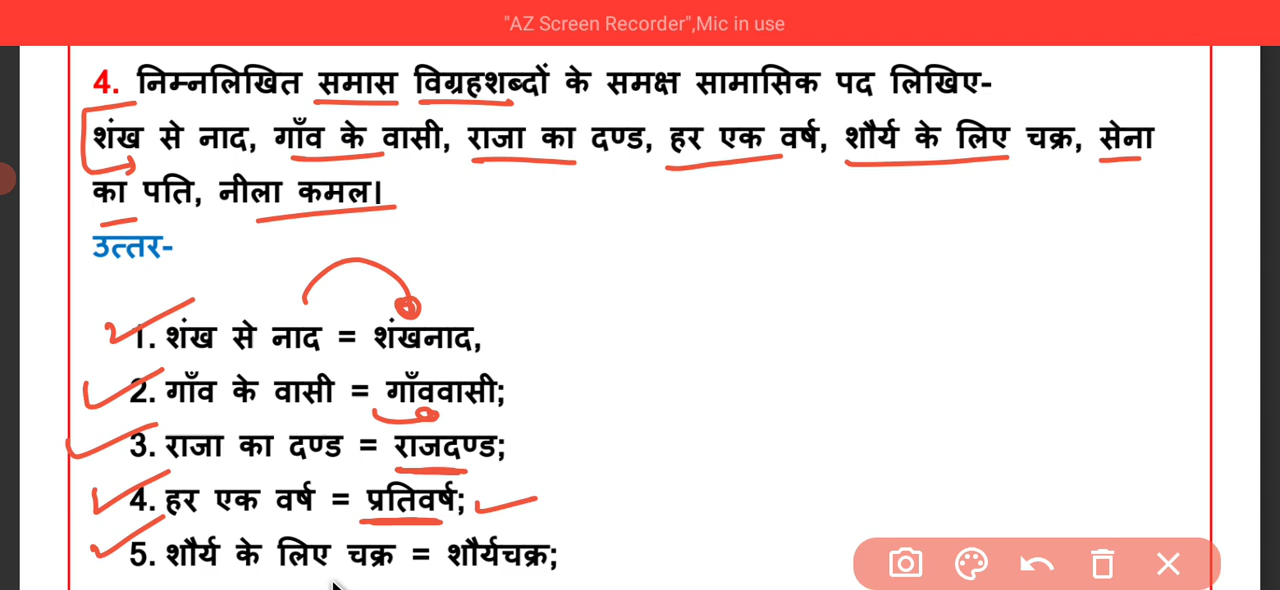 "AZ Screen Recorder",Mic in use
4. निम्नलिखित समास विग्रहशब्दों के समक्ष सामासिक पद लिखिए-
शंख से नाद, गाँव के वासी, राजा का दण्ड, हर एक वर्ष, शौर्य के लिए चक्र, सेना
का पति, नीला कमल।
उत्तर-
1. शंख से नाद = शंखनाद,
2. गाँव के वासी = गाँववासी;
3. राजा का दण्ड = राजदण्ड;
4. हर एक वर्ष = प्रतिवर्ष;
5. शौर्य के लिए चक्र = शौर्यचक्र;